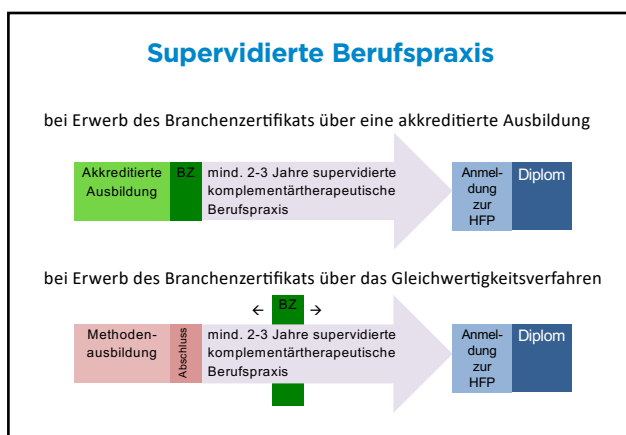 Supervidierte Berufspraxis
bei Erwerb des Branchenzertifikats über eine akkreditierte Ausbildung
Akkreditierte
Ausbildung
BZ
mind. 2-3 Jahre supervidierte
komplementärtherapeutische
Berufspraxis
Anmel-
dung
zur
HFP
Diplom
bei Erwerb des Branchenzertifikats über das Gleichwertigkeitsverfahren
← BZ →
Methoden-
ausbildung
Abschluss
mind. 2-3 Jahre supervidierte
komplementärtherapeutische
Berufspraxis
Anmel-
dung
zur
HFP
Diplom